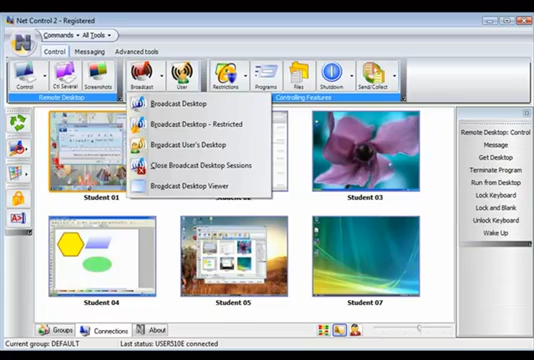 Net Control 2 - Registered
Commands - All Tools -
Control Messaging Advanced tools
Control Ctl Several Screenshots Broadcast User Restrictions Programs Files Shutdown Send/Collect
Remote Desktop Controlling Features
Broadcast Desktop
Broadcast Desktop - Restricted
Broadcast User's Desktop
Close Broadcast Desktop Sessions
Broadcast Desktop Viewer
Student 01
Student 03
Student 04
Student 05
Student 07
Remote Desktop: Control
Message
Get Desktop
Terminate Program
Run from Desktop
Lock Keyboard
Lock and Blank
Unlock Keyboard
Wake Up
Groups Connections About
Current group: DEFAULT Last status: USER510E connected